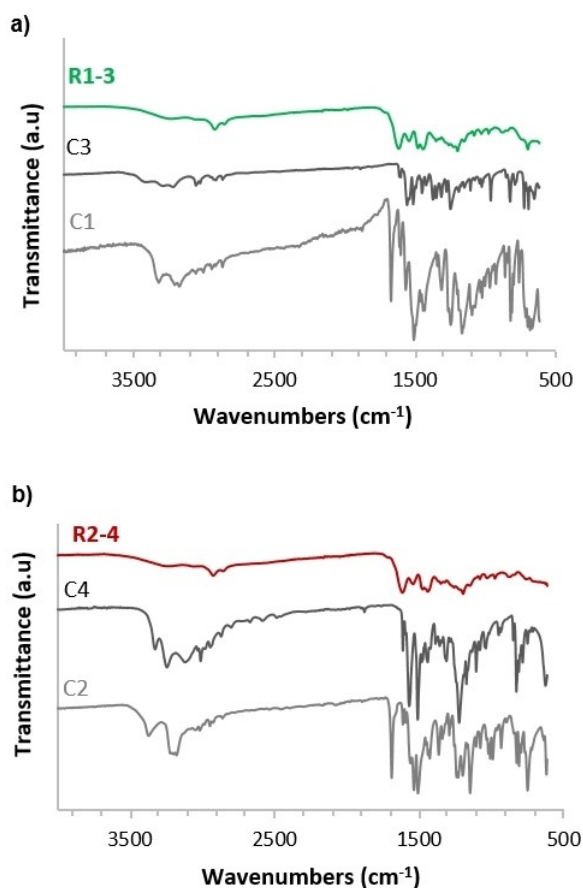 a)
R1-3
C3
C1
Transmittance (a.u)
3500 2500 1500 500
Wavenumbers (cm⁻¹)
b)
R2-4
C4
C2
Transmittance (a.u)
3500 2500 1500 500
Wavenumbers (cm⁻¹)